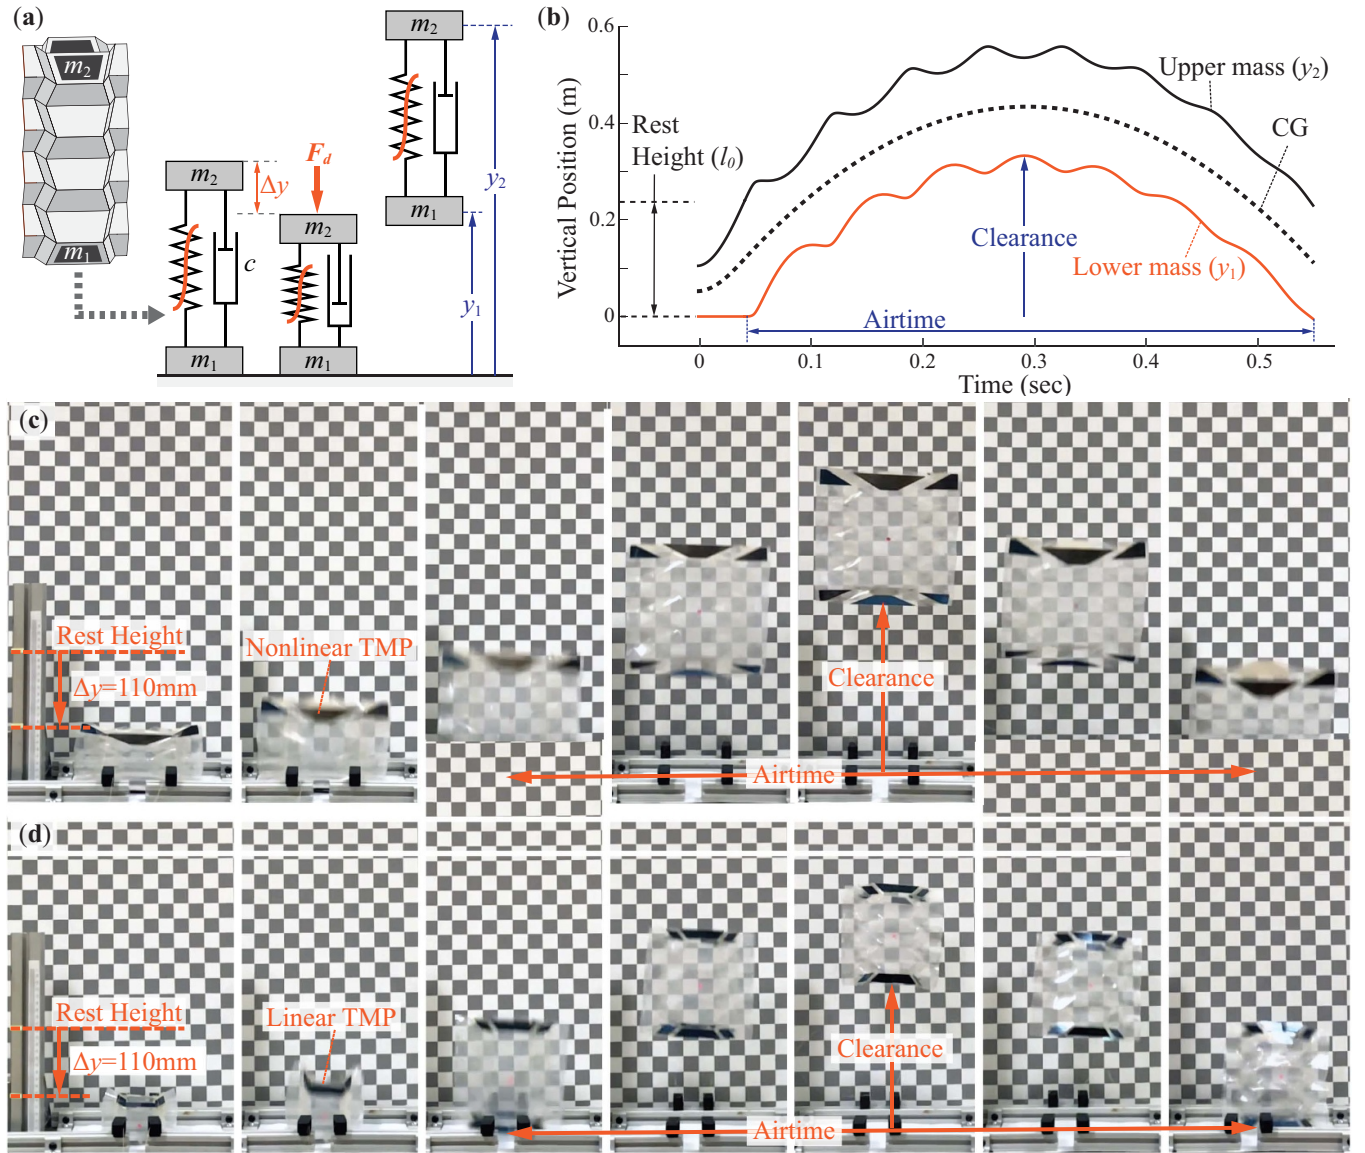 (a)
m2
m1
m2
Δy
Fd
m2
c
m1
m1
m2
m1
y1
y2
(b)
0.6
0.4
0.2
0
Vertical Position (m)
Rest
Height (l0)
Upper mass (y2)
CG
Clearance
Lower mass (y1)
Airtime
0
0.1
0.2
0.3
0.4
0.5
Time (sec)
(c)
Rest Height
Δy=110mm
Nonlinear TMP
Clearance
Airtime
(d)
Rest Height
Δy=110mm
Linear TMP
Clearance
Airtime